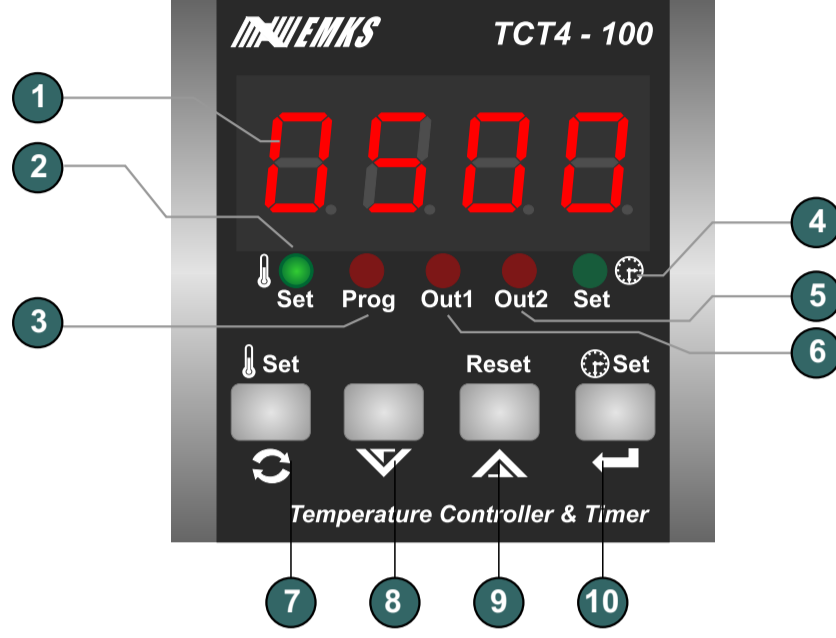 EMKS TCT4 - 100
1
0500
2
4
Set Prog Out1 Out2 Set
5
3
6
Set Reset Set
Temperature Controller & Timer
7 8 9 10